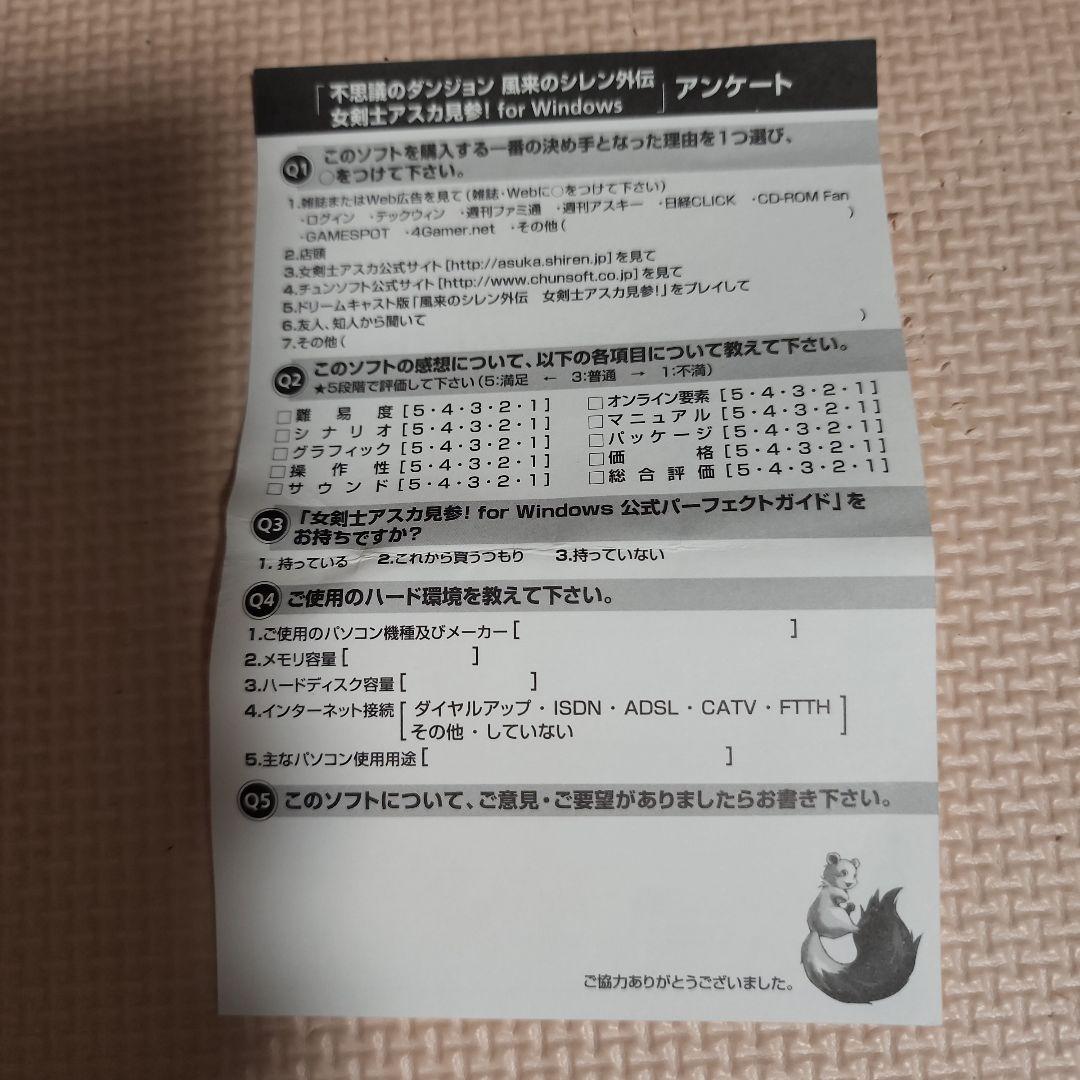 「不思議のダンジョン 風来のシレン外伝
女剣士アスカ見参! for Windows」アンケート
Q1 このソフトを購入する一番の決め手となった理由を1つ選び、
○をつけて下さい。
1.雑誌またはWeb広告を見て(雑誌・Webに○をつけて下さい)
・ログイン ・テックウィン ・週刊ファミ通 ・週刊アスキー ・日経CLICK ・CD-ROM Fan
・GAMESPOT ・4Gamer.net ・その他( )
2.店頭
3.女剣士アスカ公式サイト[http://asuka.shiren.jp]を見て
4.チュンソフト公式サイト[http://www.chunsoft.co.jp]を見て
5.ドリームキャスト版「風来のシレン外伝 女剣士アスカ見参!」をプレイして
6.友人、知人から聞いて
7.その他( )
Q2 このソフトの感想について、以下の各項目について教えて下さい。
★5段階で評価して下さい(5:満足 ← 3:普通 → 1:不満)
□難易度[5・4・3・2・1]
□シナリオ[5・4・3・2・1]
□グラフィック[5・4・3・2・1]
□操作性[5・4・3・2・1]
□サウンド[5・4・3・2・1]
□オンライン要素[5・4・3・2・1]
□マニュアル[5・4・3・2・1]
□パッケージ[5・4・3・2・1]
□価格[5・4・3・2・1]
□総合評価[5・4・3・2・1]
Q3 「女剣士アスカ見参! for Windows 公式パーフェクトガイド」を
お持ちですか?
1.持っている 2.これから買うつもり 3.持っていない
Q4 ご使用のハード環境を教えて下さい。
1.ご使用のパソコン機種及びメーカー[ ]
2.メモリ容量[ ]
3.ハードディスク容量[ ]
4.インターネット接続[ダイヤルアップ・ISDN・ADSL・CATV・FTTH
その他・していない]
5.主なパソコン使用用途[ ]
Q5 このソフトについて、ご意見・ご要望がありましたらお書き下さい。
ご協力ありがとうございました。